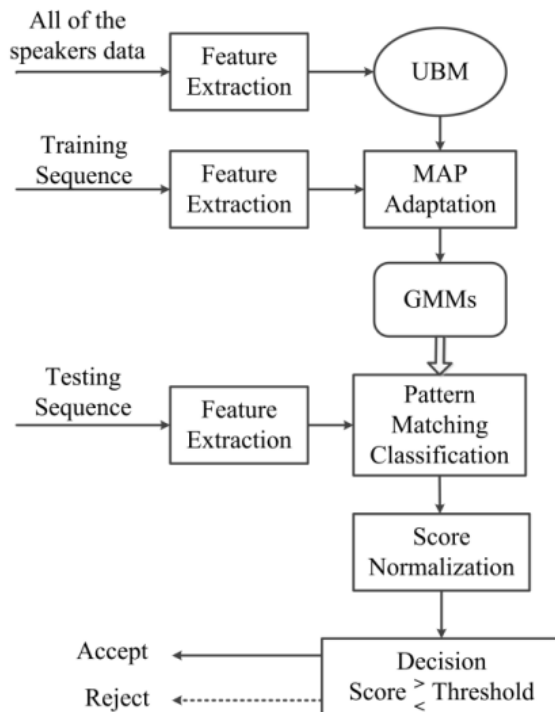 All of the
speakers data
Feature
Extraction
UBM
Training
Sequence
Feature
Extraction
MAP
Adaptation
GMMs
Testing
Sequence
Feature
Extraction
Pattern
Matching
Classification
Score
Normalization
Accept
Reject
Decision
Score > < Threshold